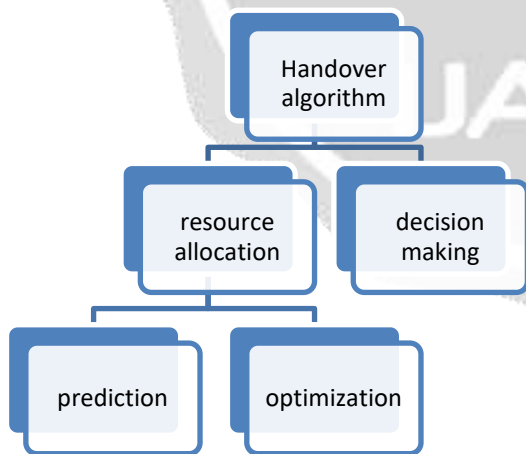 Handover
algorithm
resource
allocation
decision
making
prediction
optimization